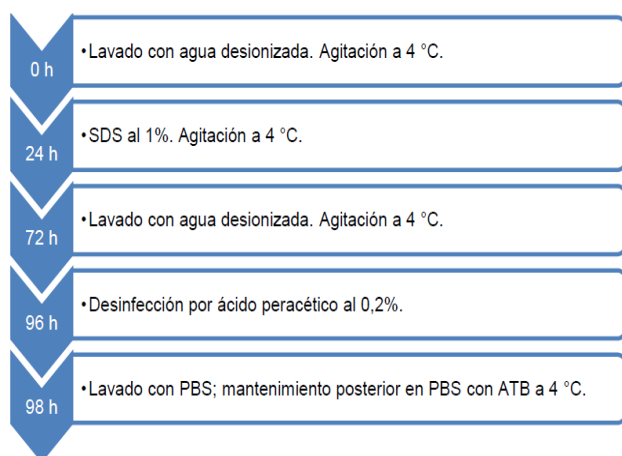 0 h
•Lavado con agua desionizada. Agitación a 4 °C.
24 h
•SDS al 1%. Agitación a 4 °C.
72 h
•Lavado con agua desionizada. Agitación a 4 °C.
96 h
•Desinfección por ácido peracético al 0,2%.
98 h
•Lavado con PBS; mantenimiento posterior en PBS con ATB a 4 °C.